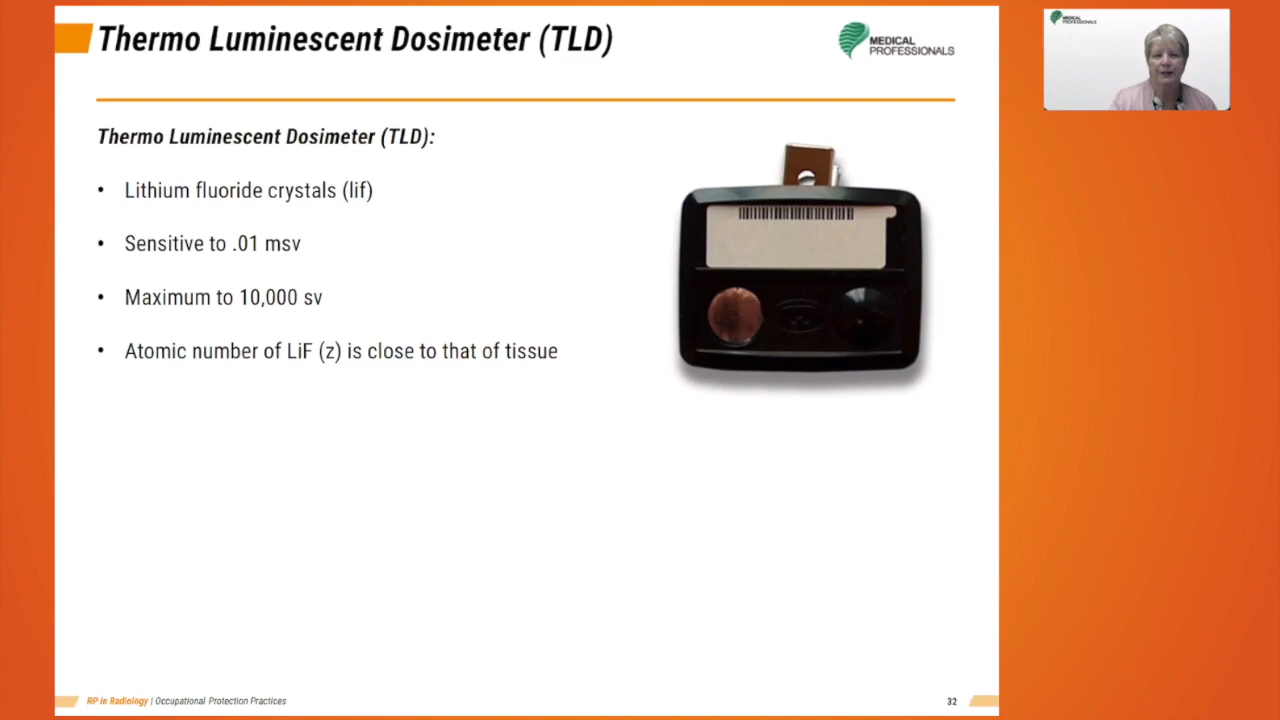 Thermo Luminescent Dosimeter (TLD)
MEDICAL
PROFESSIONALS
MEDICAL
PROFESSIONALS
Thermo Luminescent Dosimeter (TLD):
• Lithium fluoride crystals (lif)
• Sensitive to .01 msv
• Maximum to 10,000 sv
• Atomic number of LiF (z) is close to that of tissue
RP in Radiology | Occupational Protection Practices
32